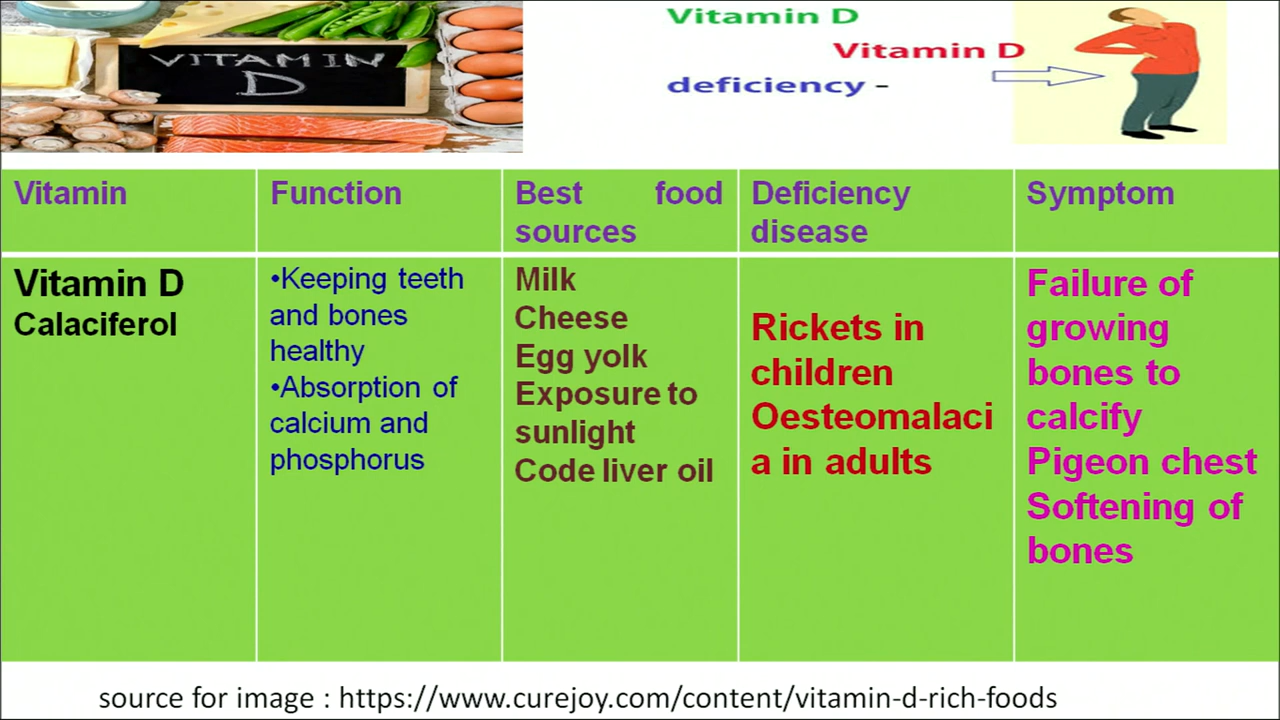 VITAMIN
D
Vitamin D
Vitamin D
deficiency -
Vitamin
Function
Best food
sources
Deficiency
disease
Symptom
Vitamin D
Calaciferol
•Keeping teeth
and bones
healthy
•Absorption of
calcium and
phosphorus
Milk
Cheese
Egg yolk
Exposure to
sunlight
Code liver oil
Rickets in
children
Oesteomalaci
a in adults
Failure of
growing
bones to
calcify
Pigeon chest
Softening of
bones
source for image : https://www.curejoy.com/content/vitamin-d-rich-foods